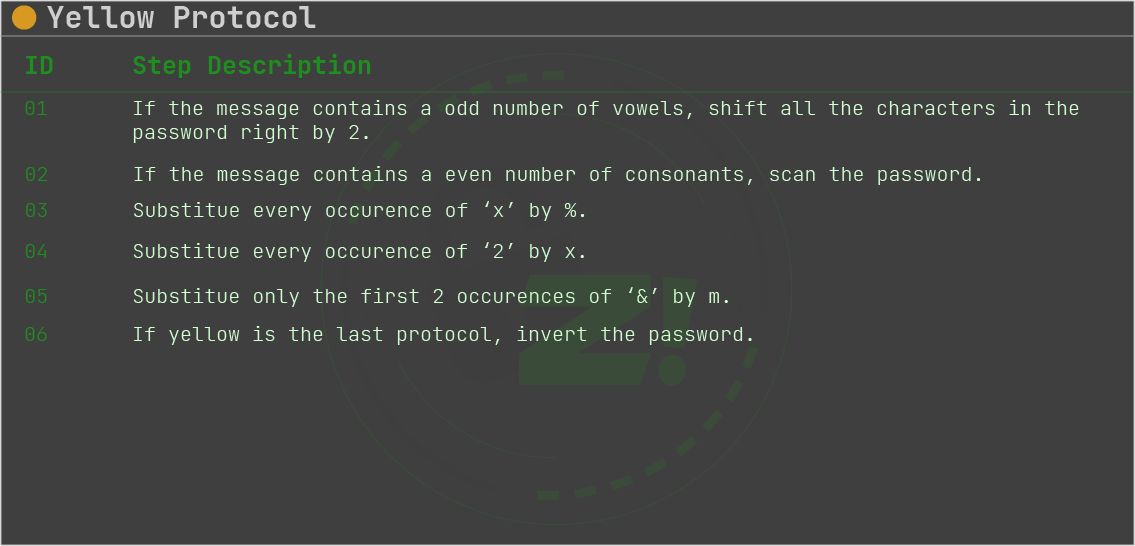 Yellow Protocol
ID Step Description
01 If the message contains a odd number of vowels, shift all the characters in the
password right by 2.
02 If the message contains a even number of consonants, scan the password.
03 Substitue every occurence of ‘x’ by %.
04 Substitue every occurence of ‘2’ by x.
05 Substitue only the first 2 occurences of ‘&’ by m.
06 If yellow is the last protocol, invert the password.
Z!